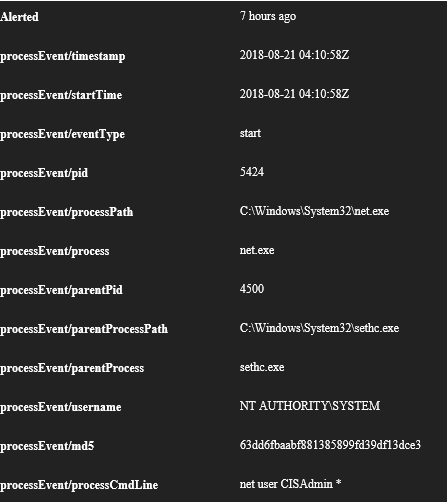 Alerted 7 hours ago
processEvent/timestamp 2018-08-21 04:10:58Z
processEvent/startTime 2018-08-21 04:10:58Z
processEvent/eventType start
processEvent/pid 5424
processEvent/processPath C:\Windows\System32\net.exe
processEvent/process net.exe
processEvent/parentPid 4500
processEvent/parentProcessPath C:\Windows\System32\sethc.exe
processEvent/parentProcess sethc.exe
processEvent/username NT AUTHORITY\SYSTEM
processEvent/md5 63dd6fbaabf881385899fd39df13dce3
processEvent/processCmdLine net user CISAdmin *